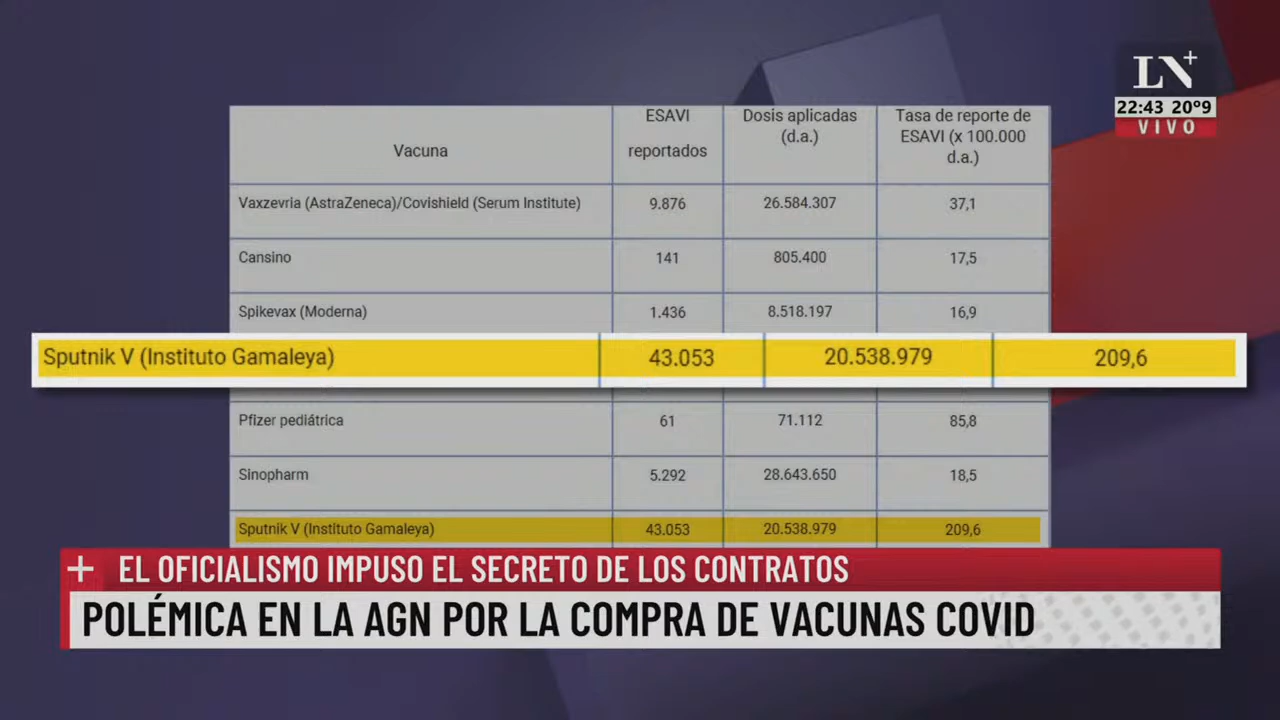 LN+
22:43 20º9
VIVO
Vacuna
ESAVI
reportados
Dosis aplicadas
(d.a.)
Tasa de reporte de
ESAVI (x 100.000
d.a.)
Vaxzevria (AstraZeneca)/Covishield (Serum Institute) 9.876 26.584.307 37,1
Cansino 141 805.400 17,5
Spikevax (Moderna) 1.436 8.518.197 16,9
Sputnik V (Instituto Gamaleya) 43.053 20.538.979 209,6
Pfizer pediátrica 61 71.112 85,8
Sinopharm 5.292 28.643.650 18,5
Sputnik V (Instituto Gamaleya) 43.053 20.538.979 209,6
+ EL OFICIALISMO IMPUSO EL SECRETO DE LOS CONTRATOS
POLÉMICA EN LA AGN POR LA COMPRA DE VACUNAS COVID